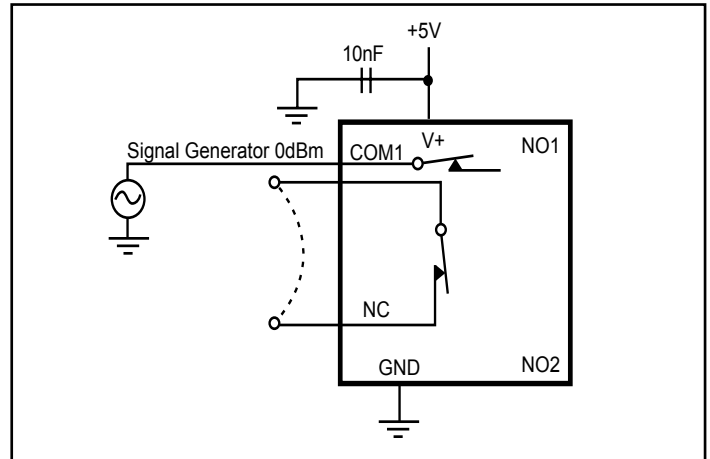 +5V
10nF
V+
NO1
Signal Generator 0dBm
COM1
NC
GND
NO2